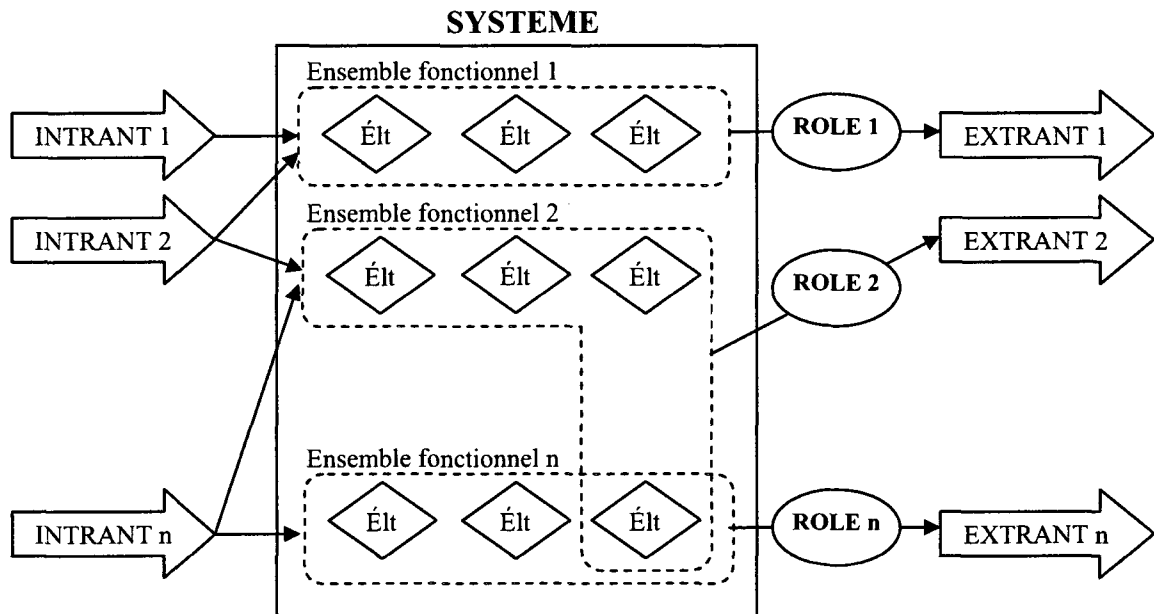 SYSTEME
Ensemble fonctionnel 1
INTRANT 1
Élt Élt Élt
ROLE 1
EXTRANT 1
Ensemble fonctionnel 2
INTRANT 2
Élt Élt Élt
ROLE 2
EXTRANT 2
Ensemble fonctionnel n
INTRANT n
Élt Élt Élt
ROLE n
EXTRANT n